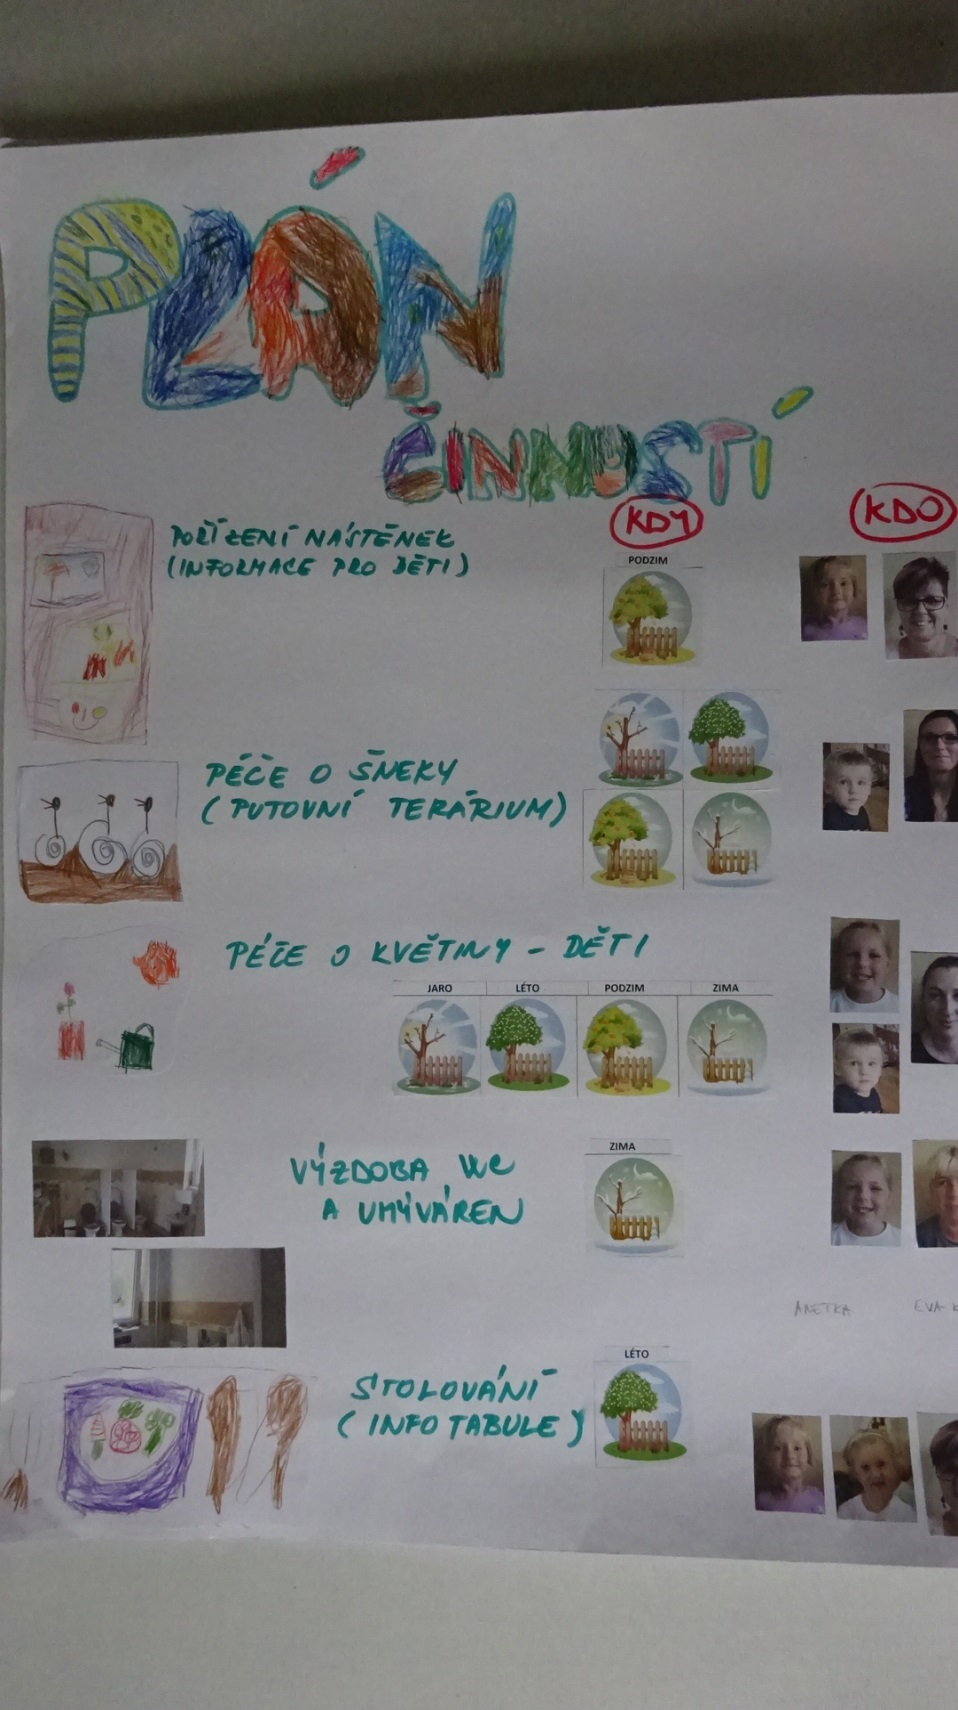 PLÁN
ČINNOSTÍ
KDY
KDO
POŘÍZENÍ NÁSTĚNEK
(INFORMACE PRO DĚTI)
PODZIM
PÉČE O ŠNEKY
(PUTOVNÍ TERÁRIUM)
PÉČE O KVĚTINY - DĚTI
JARO LÉTO PODZIM ZIMA
VÝZDOBA WC
A UMÝVÁREN
ZIMA
ANETKA EVA K
STOLOVÁNÍ
(INFO TABULE)
LÉTO